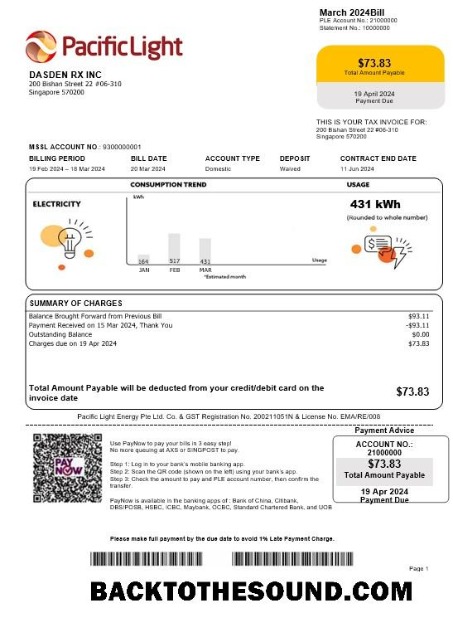 March 2024Bill
PLE Account No.: 21000000
Statement No.: 10000000
PacificLight
$73.83
Total Amount Payable
19 April 2024
Payment Due
DASDEN RX INC
200 Bishan Street 22 #06-310
Singapore 570200
THIS IS YOUR TAX INVOICE FOR:
200 Bishan Street 22 #06-310
Singapore 570200
MSSL ACCOUNT NO.: 9300000001
BILLING PERIOD BILL DATE ACCOUNT TYPE DEPOSIT CONTRACT END DATE
19 Feb 2024 – 18 Mar 2024 20 Mar 2024 Domestic Waived 11 Jun 2024
CONSUMPTION TREND USAGE
kWh
ELECTRICITY
431 kWh
(Rounded to whole number)
517 431
Usage
JAN FEB MAR
*Estimated month
SUMMARY OF CHARGES
Balance Brought Forward from Previous Bill $93.11
Payment Received on 15 Mar 2024, Thank You -$93.11
Outstanding Balance $0.00
Charges due on 19 Apr 2024 $73.83
Total Amount Payable will be deducted from your credit/debit card on the
invoice date
$73.83
Pacific Light Energy Pte Ltd. Co. & GST Registration No. 200211051N & License No. EMA/RE/008
Payment Advice
PAY
NOW
Use PayNow to pay your bills in 3 easy step!
No more queuing at AXS or SINGPOST to pay.
Step 1: Log in to your bank's mobile banking app.
Step 2: Scan the QR code (shown on the left) using your bank's app.
Step 3: Check the amount to pay and PLE account number, then confirm the
transfer.
PayNow is available in the banking apps of : Bank of China, Citibank,
DBS/POSB, HSBC, ICBC, Maybank, OCBC, Standard Chartered Bank, and UOB
ACCOUNT NO.:
21000000
$73.83
Total Amount Payable
19 Apr 2024
Payment Due
Please make full payment by the due date to avoid 1% Late Payment Charge.
Page 1
BACKTOTHESOUND.COM